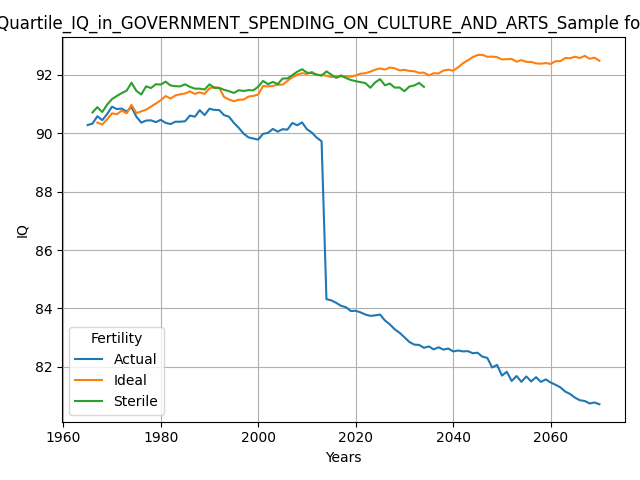 Quartile_IQ_in_GOVERNMENT_SPENDING_ON_CULTURE_AND_ARTS_Sample fo
IQ
92
90
88
86
84
82
Fertility
Actual
Ideal
Sterile
1960 1980 2000 2020 2040 2060
Years